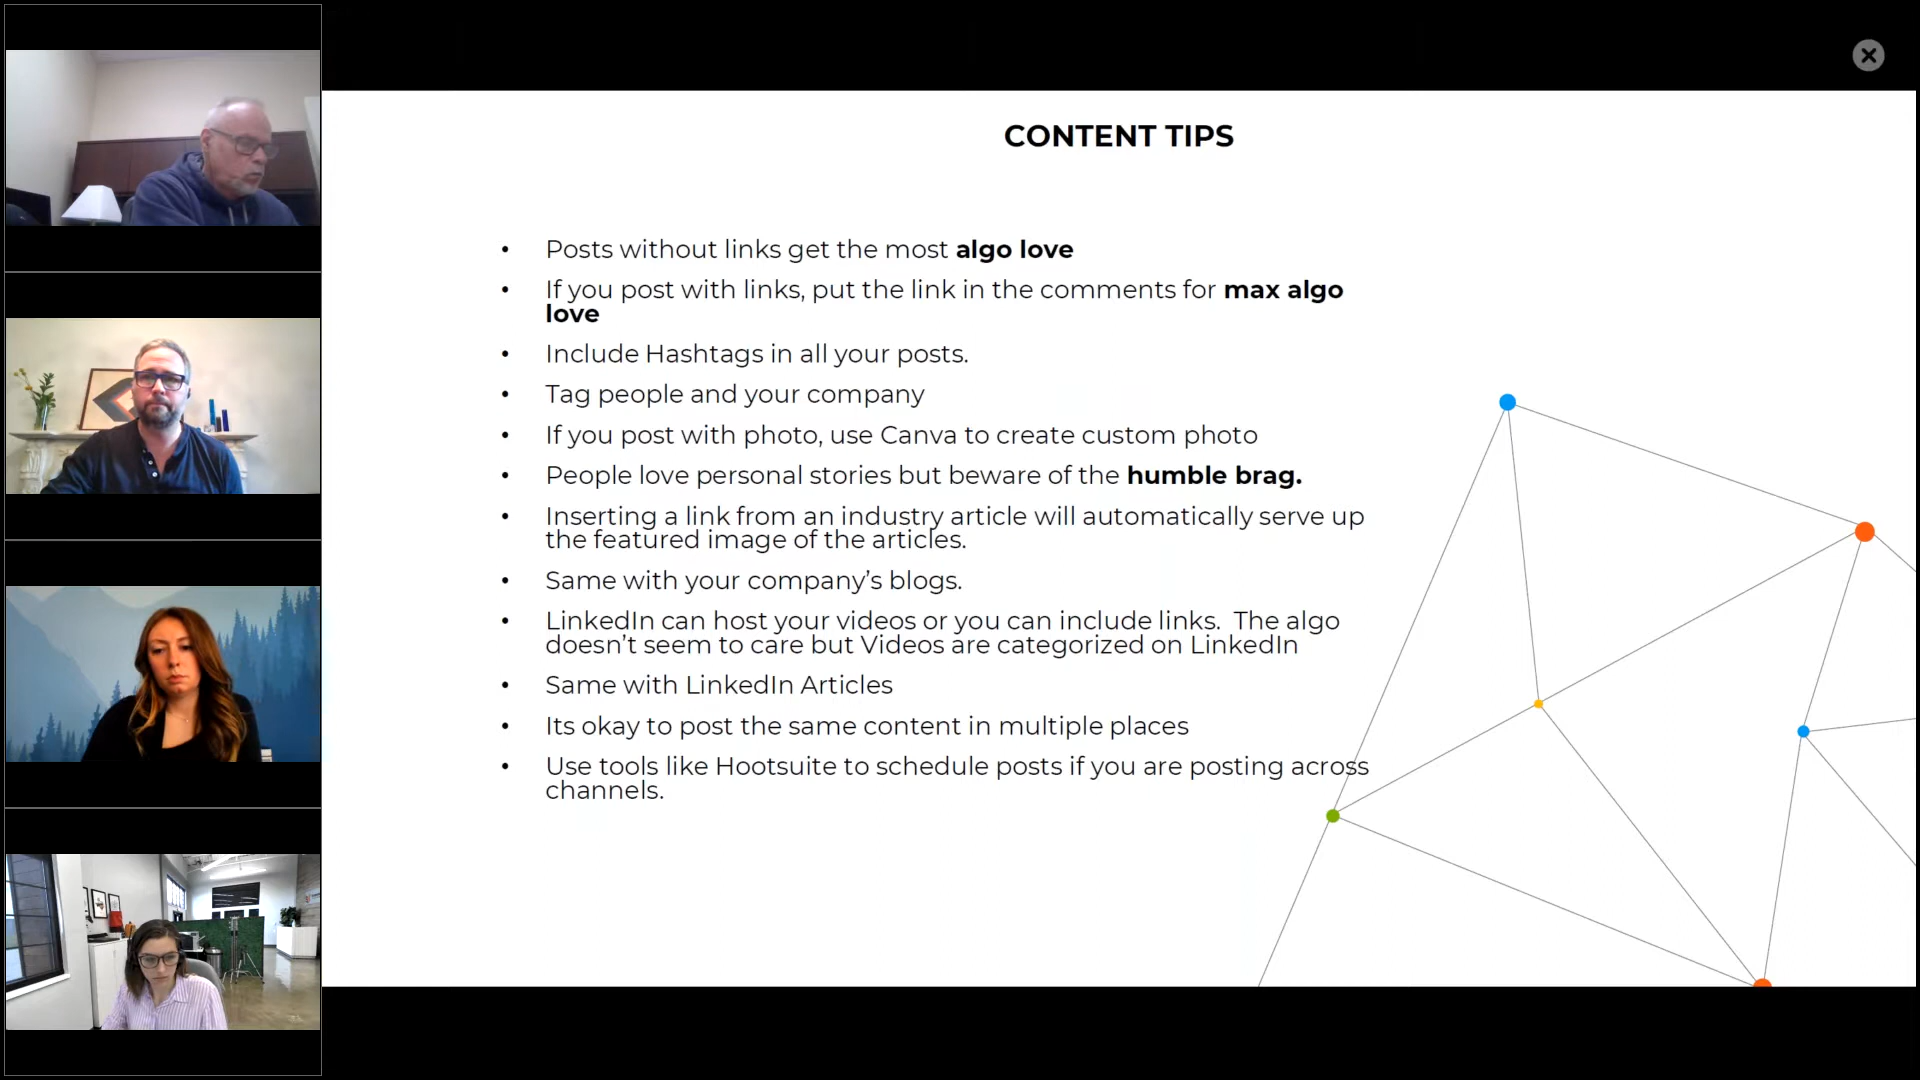 CONTENT TIPS
• Posts without links get the most algo love
• If you post with links, put the link in the comments for max algo
love
• Include Hashtags in all your posts.
• Tag people and your company
• If you post with photo, use Canva to create custom photo
• People love personal stories but beware of the humble brag.
• Inserting a link from an industry article will automatically serve up
the featured image of the articles.
• Same with your company’s blogs.
• LinkedIn can host your videos or you can include links.  The algo
doesn’t seem to care but Videos are categorized on LinkedIn
• Same with LinkedIn Articles
• Its okay to post the same content in multiple places
• Use tools like Hootsuite to schedule posts if you are posting across
channels.